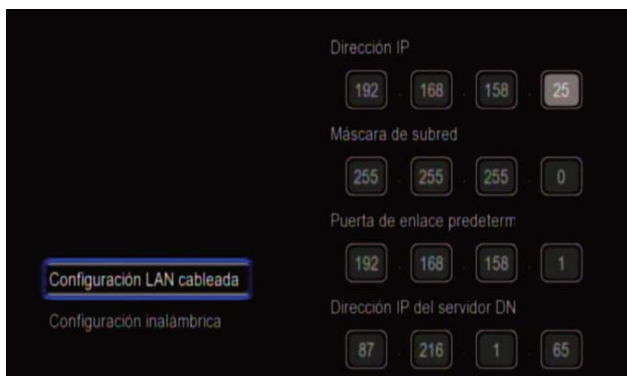 Dirección IP
192 . 168 . 158 . 25
Máscara de subred
255 . 255 . 255 . 0
Puerta de enlace predeterm
192 . 168 . 158 . 1
Configuración LAN cableada
Dirección IP del servidor DN
Configuración inalámbrica
87 . 216 . 1 . 65